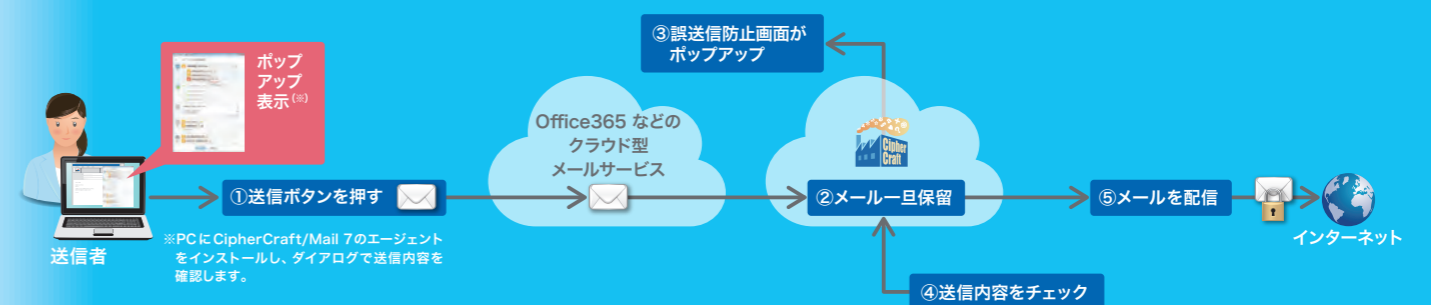 ③誤送信防止画面が
ポップアップ
ポップ
アップ
表示(※)
Office365 などの
クラウド型
メールサービス
Cipher
Craft
①送信ボタンを押す
②メール一旦保留
⑤メールを配信
送信者
※PCにCipherCraft/Mail 7のエージェント
をインストールし、ダイアログで送信内容を
確認します。
インターネット
④送信内容をチェック